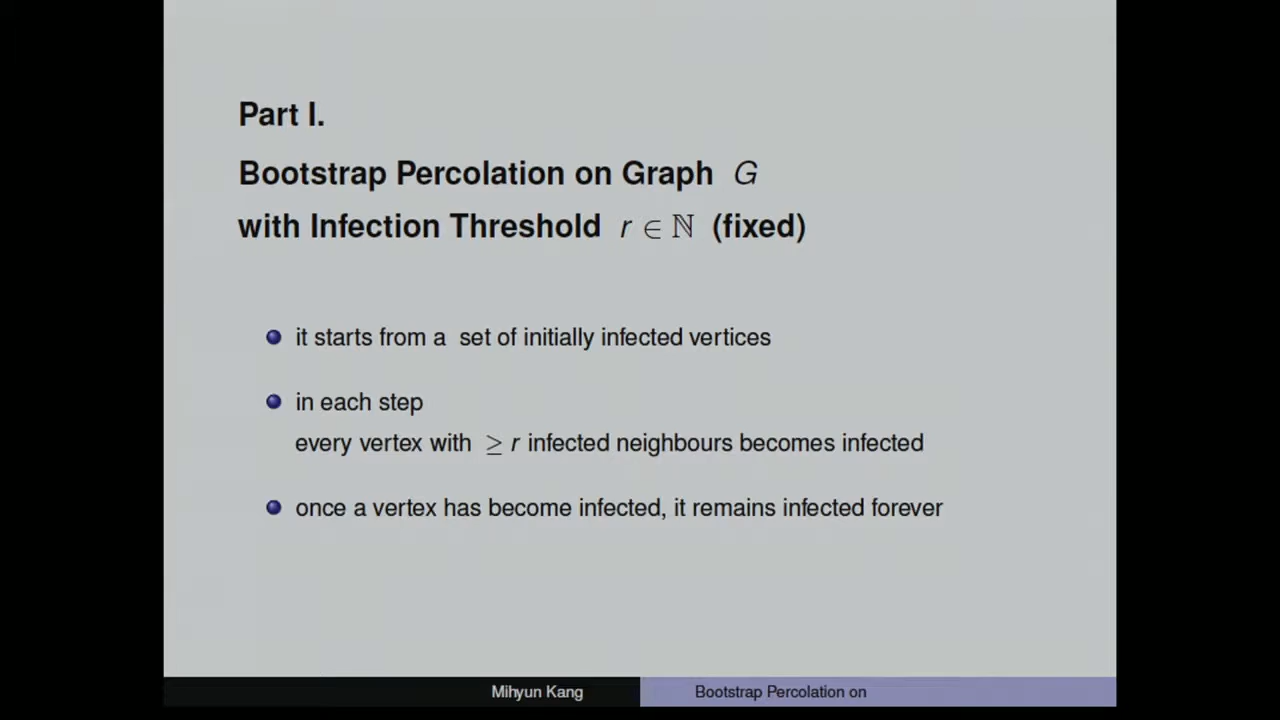 Part I.
Bootstrap Percolation on Graph G
with Infection Threshold r ∈ ℕ (fixed)
it starts from a set of initially infected vertices
in each step
every vertex with ≥ r infected neighbours becomes infected
once a vertex has become infected, it remains infected forever
Mihyun Kang
Bootstrap Percolation on